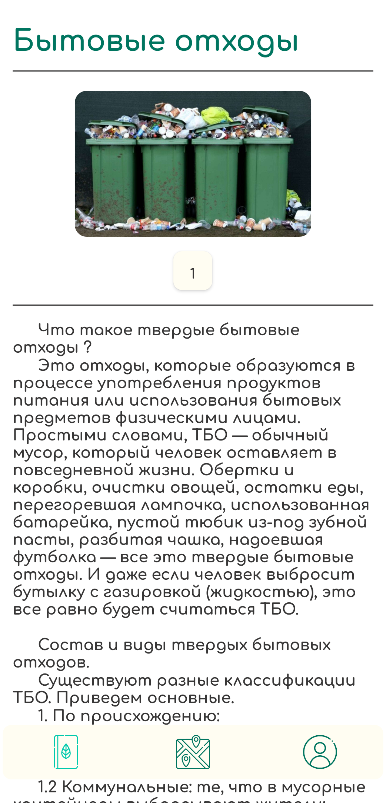 Бытовые отходы
1
Что такое твердые бытовые
отходы ?
Это отходы, которые образуются в
процессе употребления продуктов
питания или использования бытовых
предметов физическими лицами.
Простыми словами, ТБО — обычный
мусор, который человек оставляет в
повседневной жизни. Обертки и
коробки, очистки овощей, остатки еды,
перегоревшая лампочка, использованная
батарейка, пустой тюбик из-под зубной
пасты, разбитая чашка, надоевшая
футболка — все это твердые бытовые
отходы. И даже если человек выбросит
бутылку с газировкой (жидкостью), это
все равно будет считаться ТБО.
Состав и виды твердых бытовых
отходов.
Существуют разные классификации
ТБО. Приведем основные.
1. По происхождению:
1.2 Коммунальные: те, что в мусорные
контейнеры выбрасывают жители;